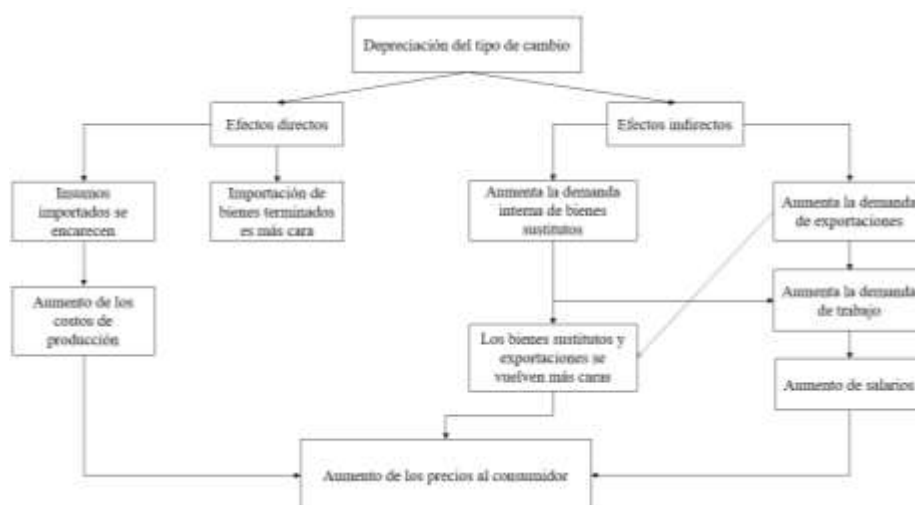 Depreciación del tipo de cambio
Efectos directos
Efectos indirectos
Insumos
importados se
encarecen
Importación de
bienes terminados
es más cara
Aumenta la demanda
interna de bienes
sustitutos
Aumenta la demanda
de exportaciones
Aumento de los
costos de
producción
Aumenta la demanda
de trabajo
Los bienes sustitutos y
exportaciones se
vuelven más caras
Aumento de salarios
Aumento de los precios al consumidor